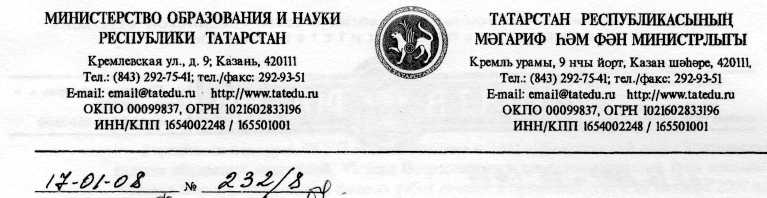 МИНИСТЕРСТВО ОБРАЗОВАНИЯ И НАУКИ
РЕСПУБЛИКИ ТАТАРСТАН
Кремлевская ул., д. 9; Казань, 420111
Тел.: (843) 292-75-41; тел./факс: 292-93-51
E-mail: email@tatedu.ru http://www.tatedu.ru
ОКПО 00099837, ОГРН 1021602833196
ИНН/КПП 1654002248 / 165501001
ТАТАРСТАН
ТАТАРСТАН РЕСПУБЛИКАСЫНЫҢ
МӘГАРИФ ҺӘМ ФӘН МИНИСТРЛЫГЫ
Кремль урамы, 9 нчы йорт, Казан шәһәре, 420111,
Тел.: (843) 292-75-41; тел./факс: 292-93-51
E-mail: email@tatedu.ru http://www.tatedu.ru
ОКПО 00099837, ОГРН 1021602833196
ИНН/КПП 1654002248 / 165501001
17-01-08 № 232/8